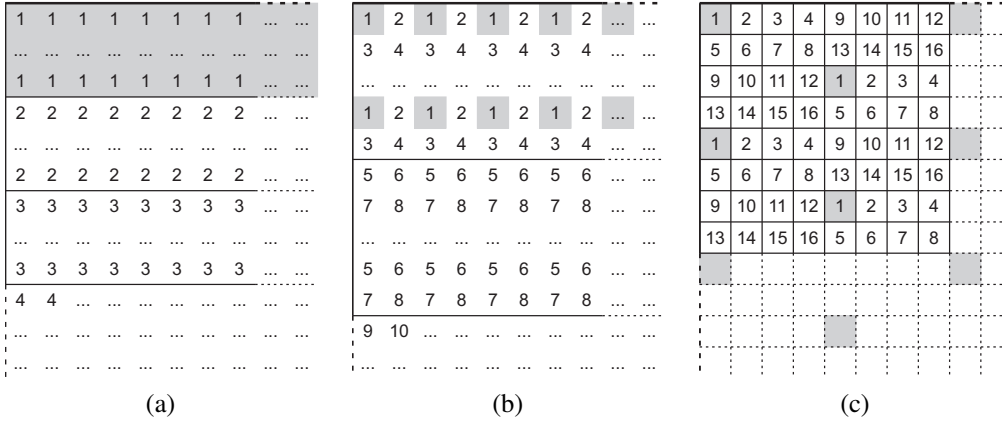 1 1 1 1 1 1 1 1 ... ...
... ... ... ... ... ... ... ... ... ...
1 1 1 1 1 1 1 1 ... ...
2 2 2 2 2 2 2 2 ... ...
... ... ... ... ... ... ... ... ... ...
2 2 2 2 2 2 2 2 ... ...
3 3 3 3 3 3 3 3 ... ...
... ... ... ... ... ... ... ... ... ...
3 3 3 3 3 3 3 3 ... ...
4 4 ... ... ... ... ... ... ... ...
... ... ... ... ... ... ... ... ... ...
... ... ... ... ... ... ... ... ... ...
(a)
1 2 1 2 1 2 1 2 ... ...
3 4 3 4 3 4 3 4 ... ...
... ... ... ... ... ... ... ... ... ...
1 2 1 2 1 2 1 2 ... ...
3 4 3 4 3 4 3 4 ... ...
5 6 5 6 5 6 5 6 ... ...
7 8 7 8 7 8 7 8 ... ...
... ... ... ... ... ... ... ... ... ...
5 6 5 6 5 6 5 6 ... ...
7 8 7 8 7 8 7 8 ... ...
9 10 ... ... ... ... ... ... ... ...
... ... ... ... ... ... ... ... ... ...
(b)
1 2 3 4 9 10 11 12
5 6 7 8 13 14 15 16
9 10 11 12 1 2 3 4
13 14 15 16 5 6 7 8
1 2 3 4 9 10 11 12
5 6 7 8 13 14 15 16
9 10 11 12 1 2 3 4
13 14 15 16 5 6 7 8
(c)